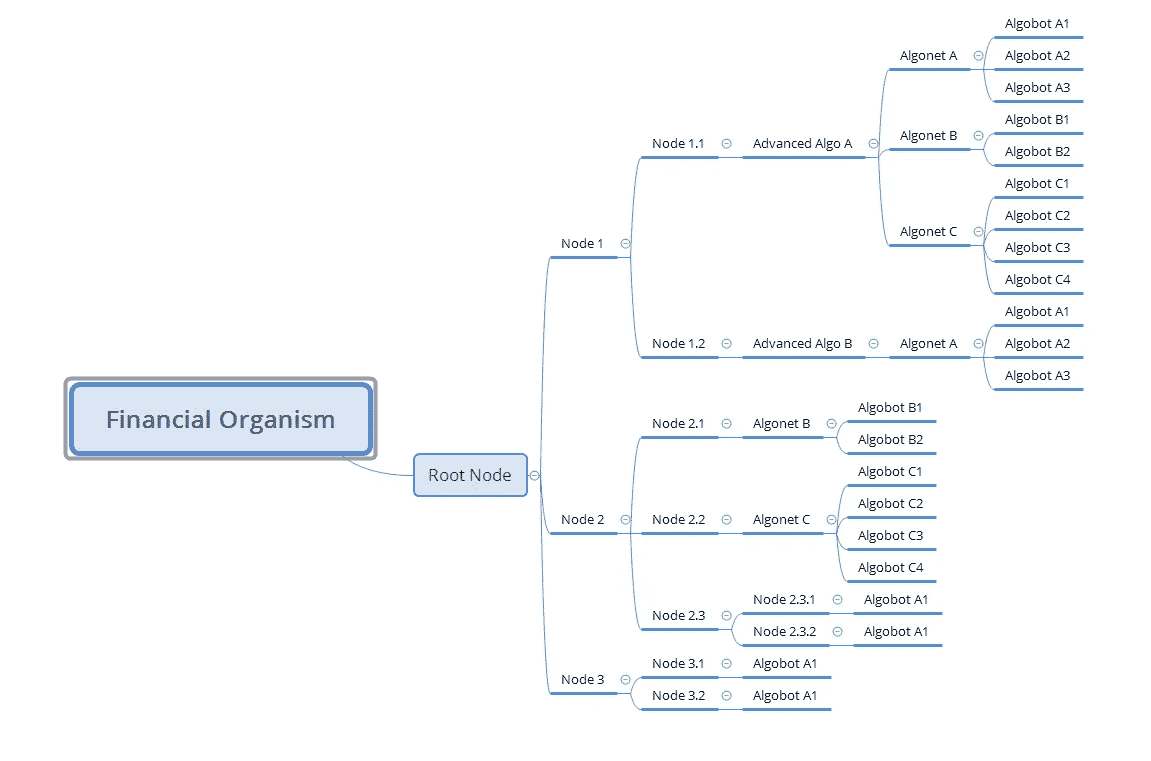 Financial Organism
Root Node
Node 1
Node 1.1
Advanced Algo A
Algonet A
Algobot A1
Algobot A2
Algobot A3
Algonet B
Algobot B1
Algobot B2
Algonet C
Algobot C1
Algobot C2
Algobot C3
Algobot C4
Node 1.2
Advanced Algo B
Algonet A
Algobot A1
Algobot A2
Algobot A3
Node 2
Node 2.1
Algonet B
Algobot B1
Algobot B2
Node 2.2
Algonet C
Algobot C1
Algobot C2
Algobot C3
Algobot C4
Node 2.3
Node 2.3.1
Algobot A1
Node 2.3.2
Algobot A1
Node 3
Node 3.1
Algobot A1
Node 3.2
Algobot A1